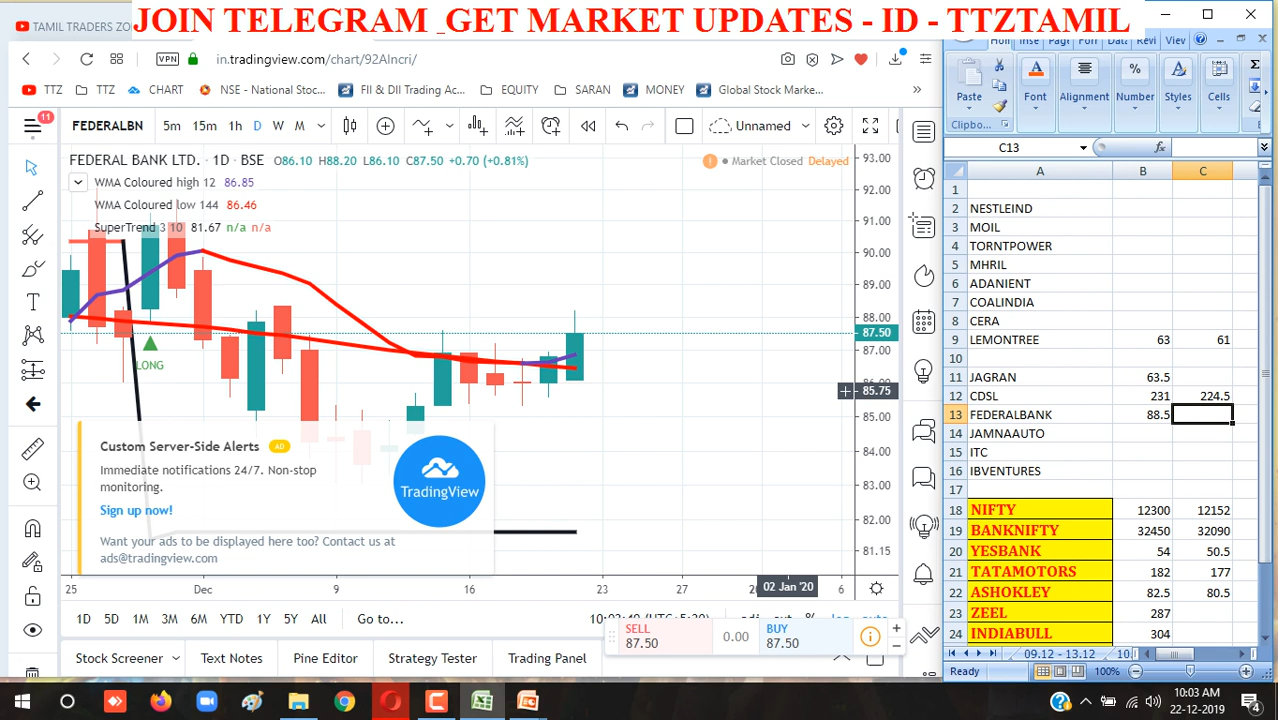 JOIN TELEGRAM _GET MARKET UPDATES - ID - TTZTAMIL
TAMIL TRADERS ZO
VPN in.tradingview.com/chart/92AIncri/
TTZ TTZ CHART NSE - National Stoc... FII & DII Trading Ac... EQUITY SARAN MONEY Global Stock Marke... »
11 FEDERALBN 5m 15m 1h D W M Unnamed
FEDERAL BANK LTD. · 1D · BSE O86.10 H88.20 L86.10 C87.50 +0.70 (+0.81%)
Market Closed Delayed
WMA Coloured high 12 86.85
WMA Coloured low 144 86.46
SuperTrend 3 10 81.67 n/a n/a
LONG
93.00
92.00
91.00
90.00
89.00
88.00
87.50
87.00
86.00
85.75
85.00
84.00
83.00
82.00
81.15
Custom Server-Side Alerts AD
Immediate notifications 24/7. Non-stop
monitoring.
Sign up now!
Want your ads to be displayed here too? Contact us at
ads@tradingview.com
TradingView
25 Dec 9 16 23 27 02 Jan '20 6
1D 5D 1M 3M 6M YTD 1Y 5Y All Go to...
SELL
87.50
0.00
BUY
87.50
Stock Screener Text Notes Pine Editor Strategy Tester Trading Panel
Paste Font Alignment Number Styles Cells
Clipbo...
C13 fx
A B C
1
2 NESTLEIND
3 MOIL
4 TORNTPOWER
5 MHRIL
6 ADANIENT
7 COALINDIA
8 CERA
9 LEMONTREE 63 61
10
11 JAGRAN 63.5
12 CDSL 231 224.5
13 FEDERALBANK 88.5
14 JAMNAAUTO
15 ITC
16 IBVENTURES
17
18 NIFTY 12300 12152
19 BANKNIFTY 32450 32090
20 YESBANK 54 50.5
21 TATAMOTORS 182 177
22 ASHOKLEY 82.5 80.5
23 ZEEL 287
24 INDIABULL 304
09.12 - 13.12 10.
Ready 100%
10:03 AM
22-12-2019
4